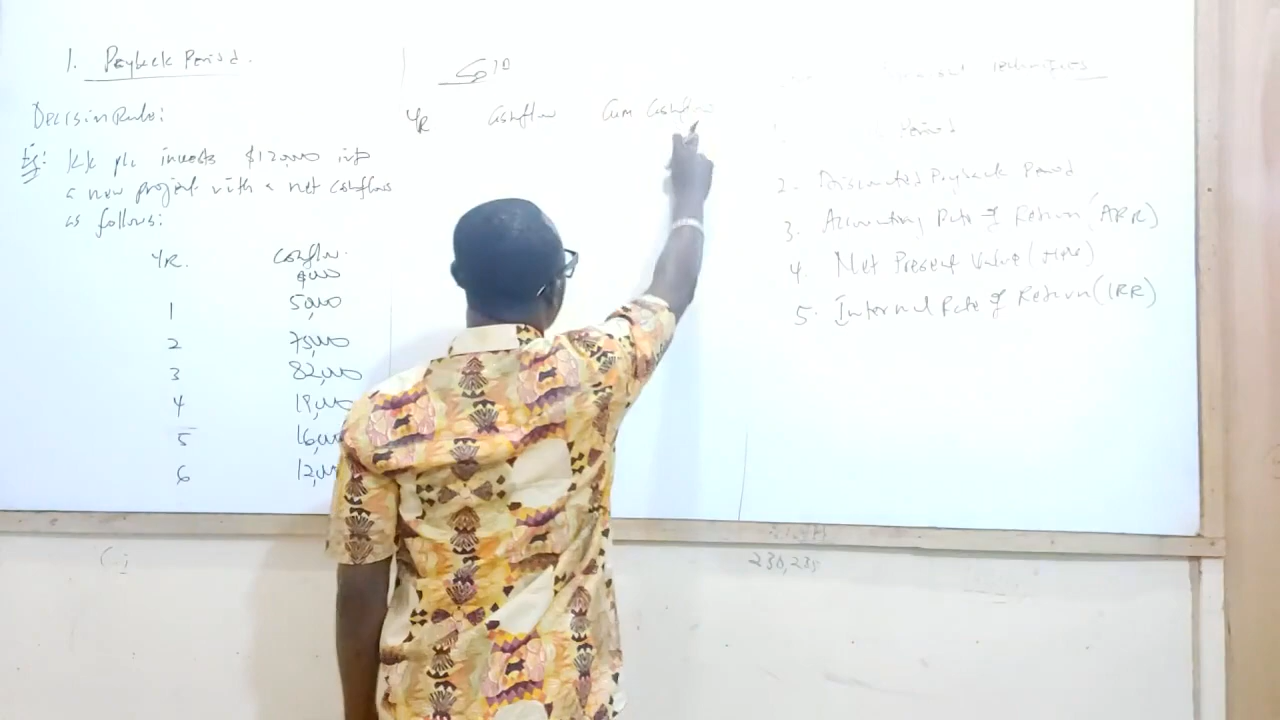 1. Payback Period.
Decision Rule:
Eg: KK plc invests $120,000 into
a new project with a net cashflows
as follows:
YR. Cashflw.
$000
1 5,000
2 75,000
3 82,000
4 18,000
5 16,000
6 12,000
Soln
YR Cashflow Cum Cashflow
Techniques
Period
2. Discounted Payback Period
3. Accounting Rate of Return (ARR)
4 Net Present Value (NPV)
5. Internal Rate of Return (IRR)
230,235